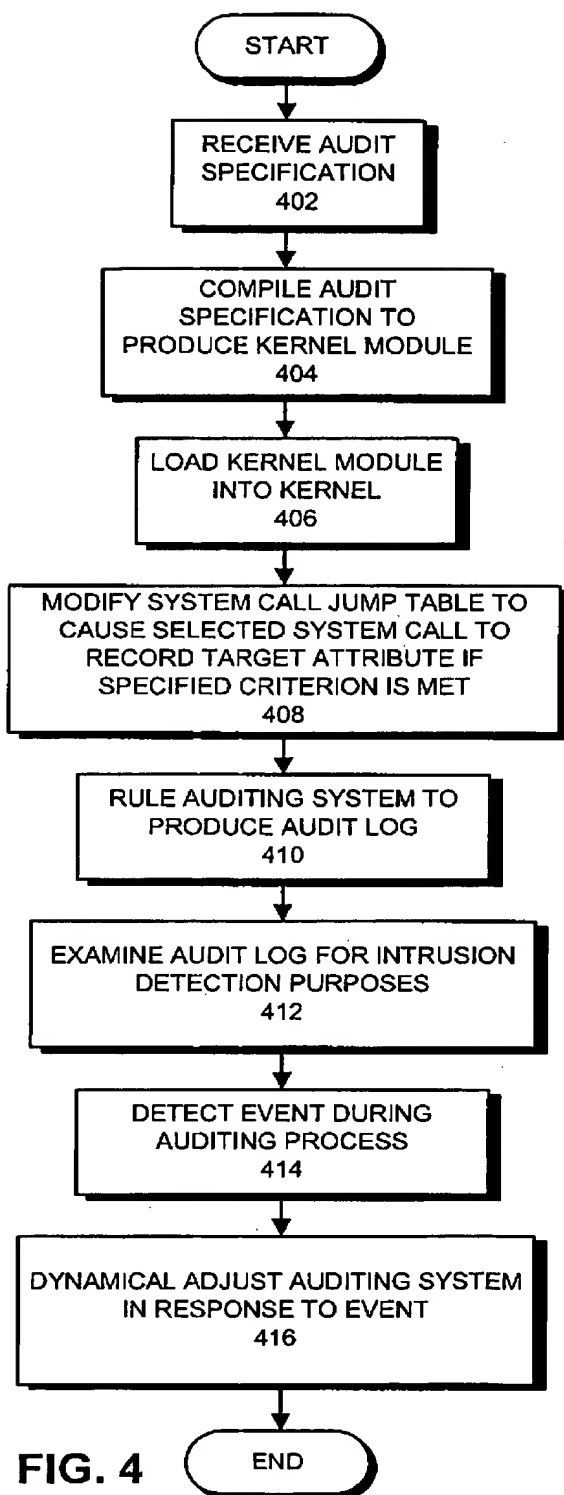 START
RECEIVE AUDIT
SPECIFICATION
402
COMPILE AUDIT
SPECIFICATION TO
PRODUCE KERNEL MODULE
404
LOAD KERNEL MODULE
INTO KERNEL
406
MODIFY SYSTEM CALL JUMP TABLE TO
CAUSE SELECTED SYSTEM CALL TO
RECORD TARGET ATTRIBUTE IF
SPECIFIED CRITERION IS MET
408
RULE AUDITING SYSTEM TO
PRODUCE AUDIT LOG
410
EXAMINE AUDIT LOG FOR INTRUSION
DETECTION PURPOSES
412
DETECT EVENT DURING
AUDITING PROCESS
414
DYNAMICAL ADJUST AUDITING SYSTEM
IN RESPONSE TO EVENT
416
END
FIG. 4